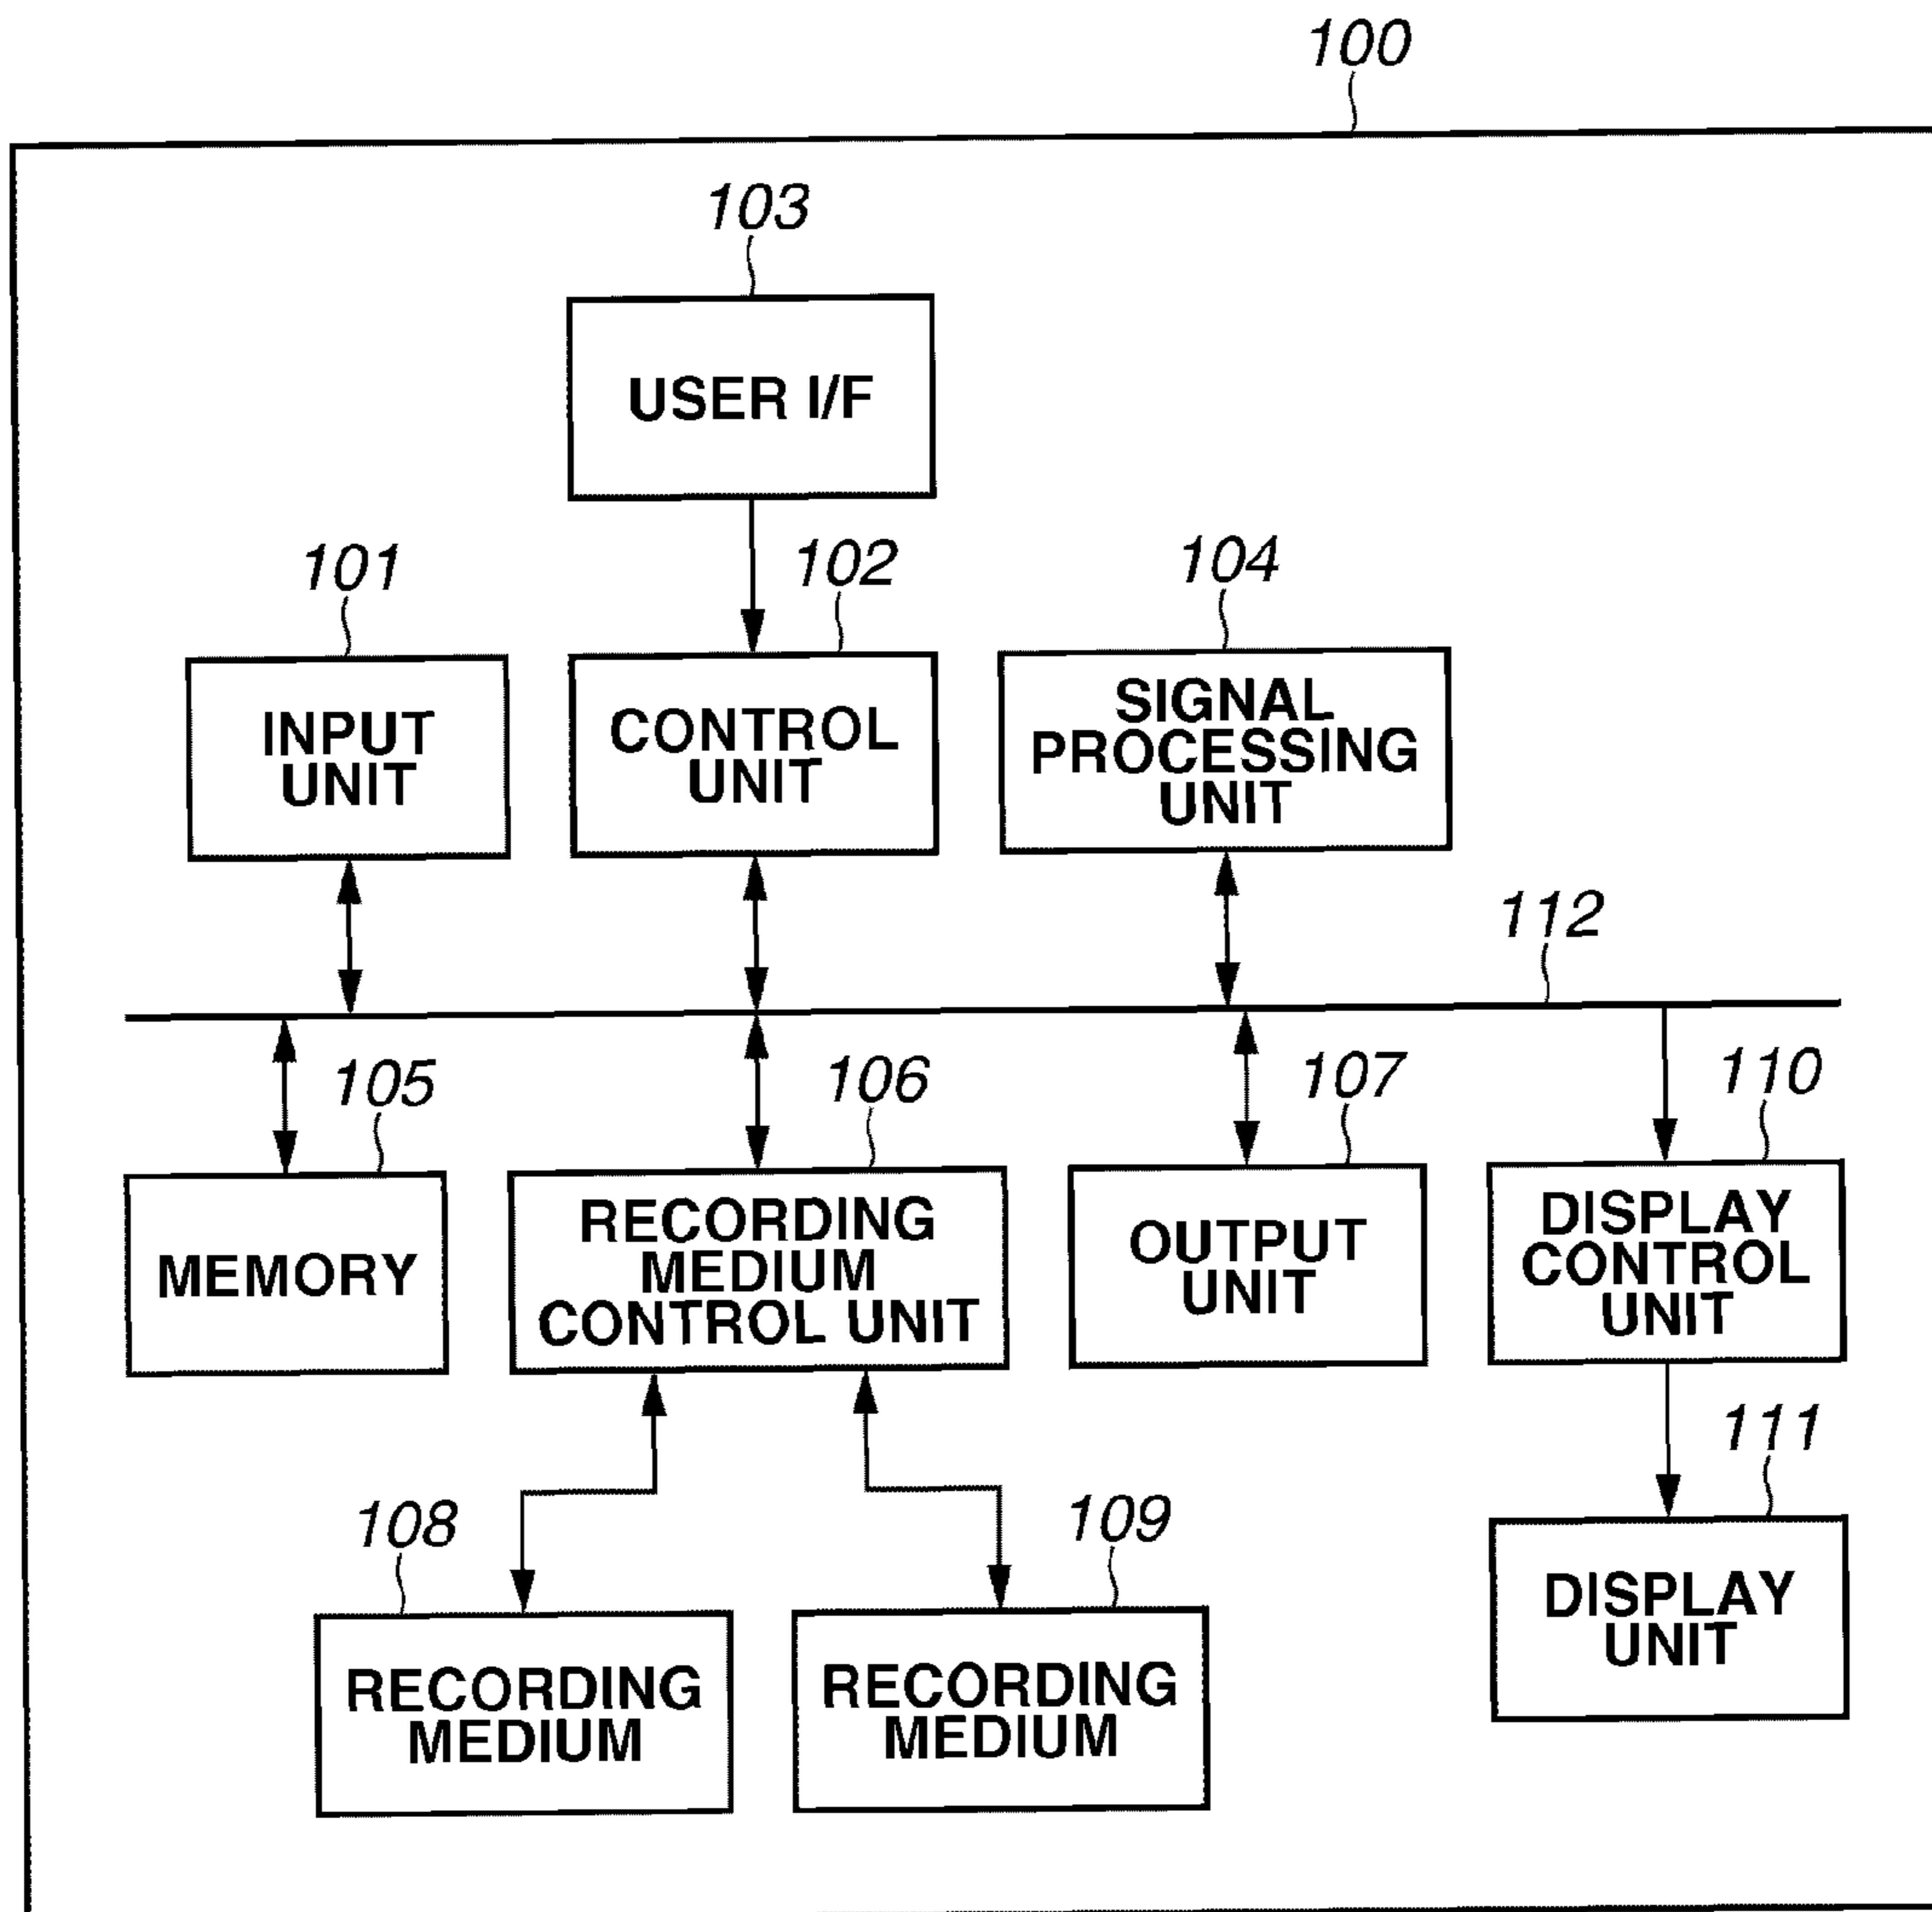 100
103
USER I/F
101
102
104
INPUT
UNIT
CONTROL
UNIT
SIGNAL
PROCESSING
UNIT
112
105
106
107
110
MEMORY
RECORDING
MEDIUM
CONTROL UNIT
OUTPUT
UNIT
DISPLAY
CONTROL
UNIT
111
108
109
RECORDING
MEDIUM
RECORDING
MEDIUM
DISPLAY
UNIT